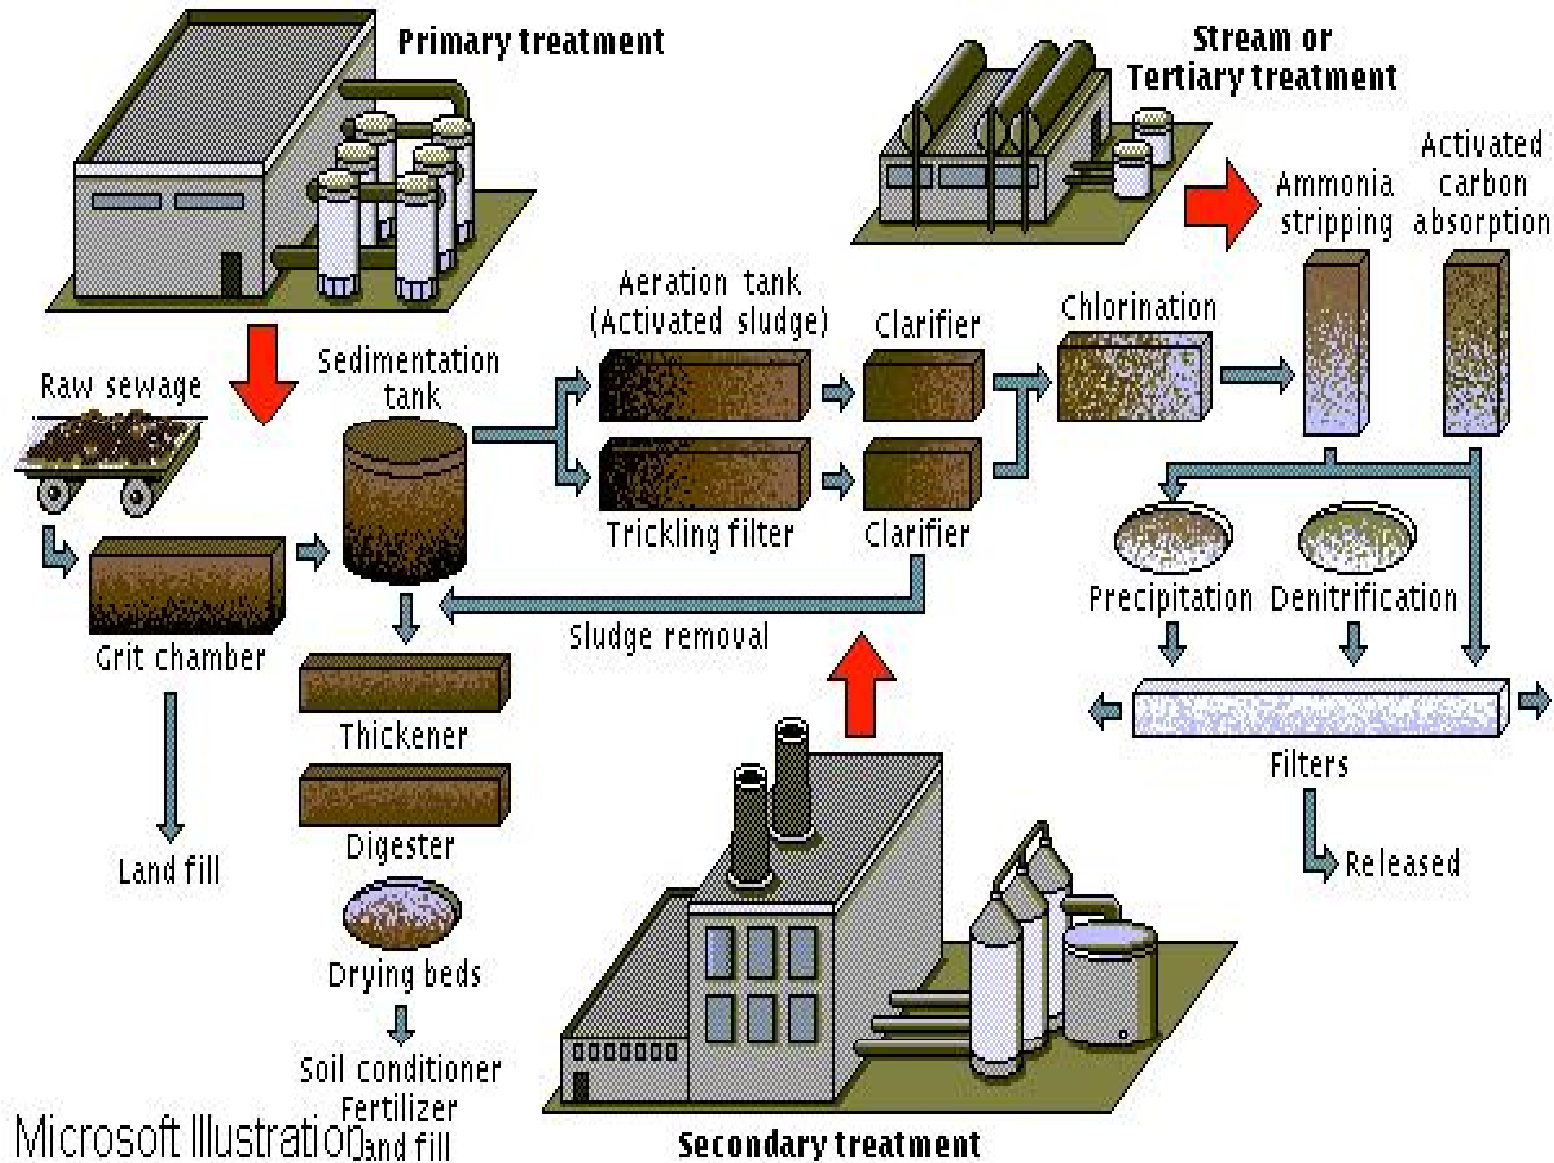 Primary treatment
Stream or
Tertiary treatment
Activated
carbon
absorption
Ammonia
stripping
Aeration tank
(Activated sludge)
Clarifier
Chlorination
Sedimentation
tank
Raw sewage
Trickling filter
Clarifier
Precipitation
Denitrification
Sludge removal
Grit chamber
Thickener
Filters
Digester
Land fill
Released
Drying beds
Soil conditioner
Fertilizer
Land fill
Microsoft Illustration
Secondary treatment